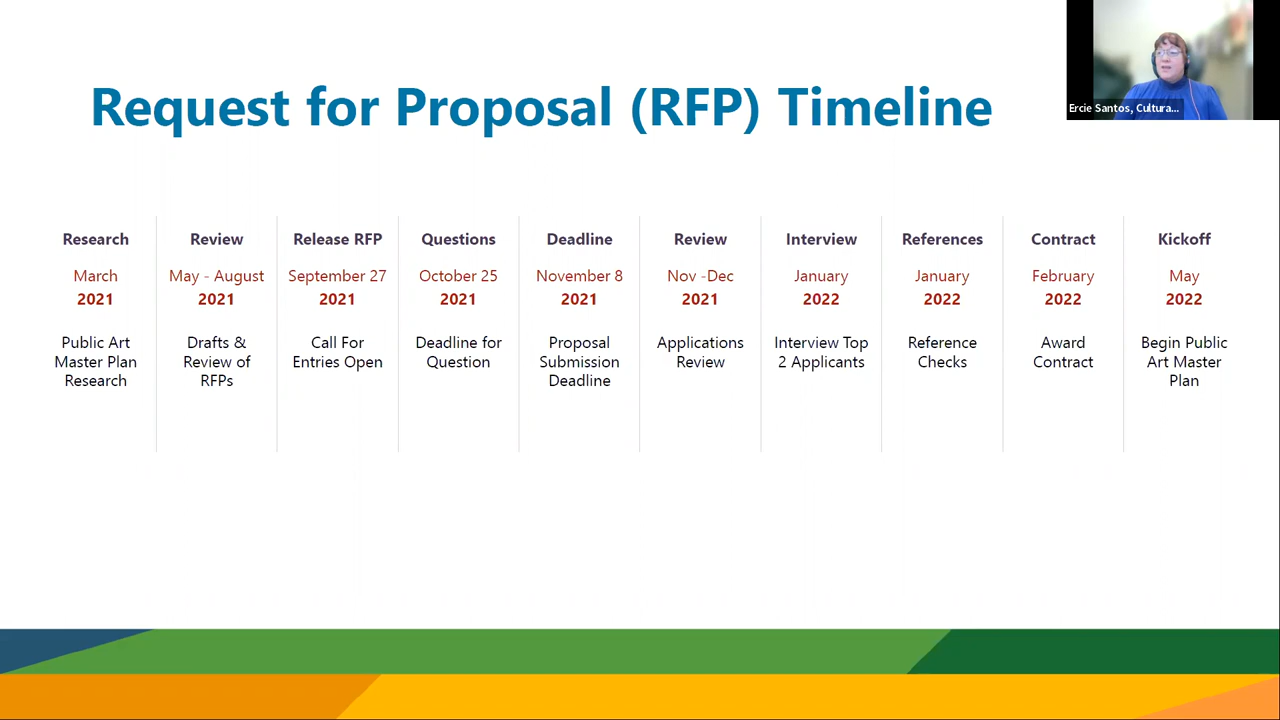 Request for Proposal (RFP) Timeline
Ercie Santos, Cultura...
Research
March
2021
Public Art
Master Plan
Research
Review
May - August
2021
Drafts &
Review of
RFPs
Release RFP
September 27
2021
Call For
Entries Open
Questions
October 25
2021
Deadline for
Question
Deadline
November 8
2021
Proposal
Submission
Deadline
Review
Nov -Dec
2021
Applications
Review
Interview
January
2022
Interview Top
2 Applicants
References
January
2022
Reference
Checks
Contract
February
2022
Award
Contract
Kickoff
May
2022
Begin Public
Art Master
Plan